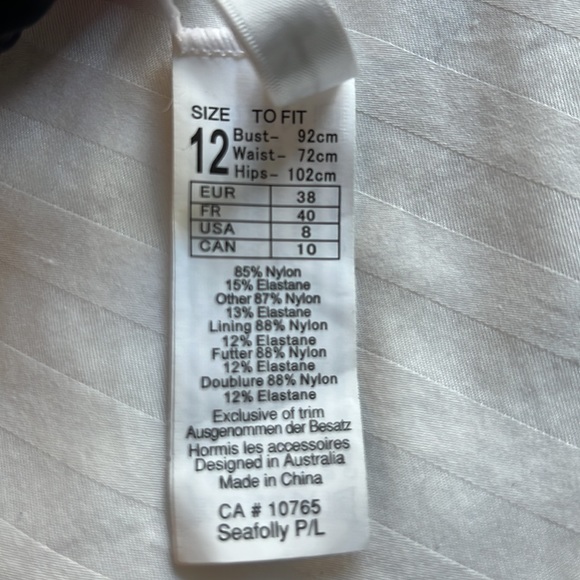 SIZE TO FIT
12 Bust- 92cm
Waist- 72cm
Hips- 102cm
EUR 38
FR 40
USA 8
CAN 10
85% Nylon
15% Elastane
Other 87% Nylon
13% Elastane
Lining 88% Nylon
12% Elastane
Futter 88% Nylon
12% Elastane
Doublure 88% Nylon
12% Elastane
Exclusive of trim
Ausgenommen der Besatz
Hormis les accessoires
Designed in Australia
Made in China
CA # 10765
Seafolly P/L